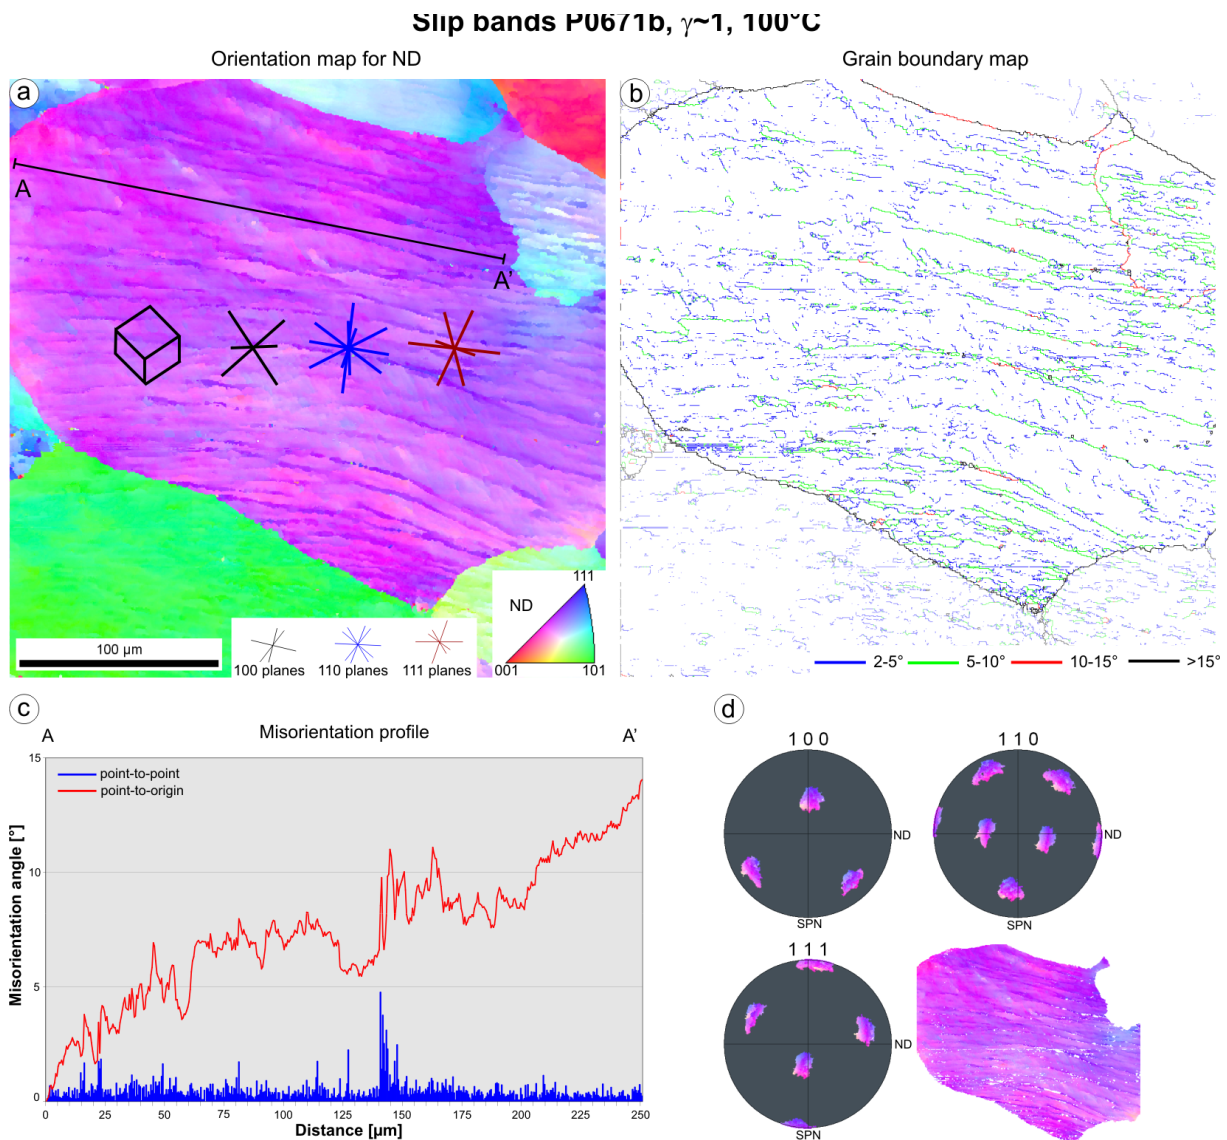 Slip bands P0671b, γ~1, 100°C
Orientation map for ND
Grain boundary map
a
A
A'
ND
111
001
101
100 µm
100 planes
110 planes
111 planes
b
2-5°
5-10°
10-15°
>15°
c
A
Misorientation profile
A'
point-to-point
point-to-origin
Misorientation angle [°]
15
10
5
0
0
25
50
75
100
125
150
175
200
225
250
Distance [µm]
d
1 0 0
ND
SPN
1 1 0
ND
SPN
1 1 1
ND
SPN